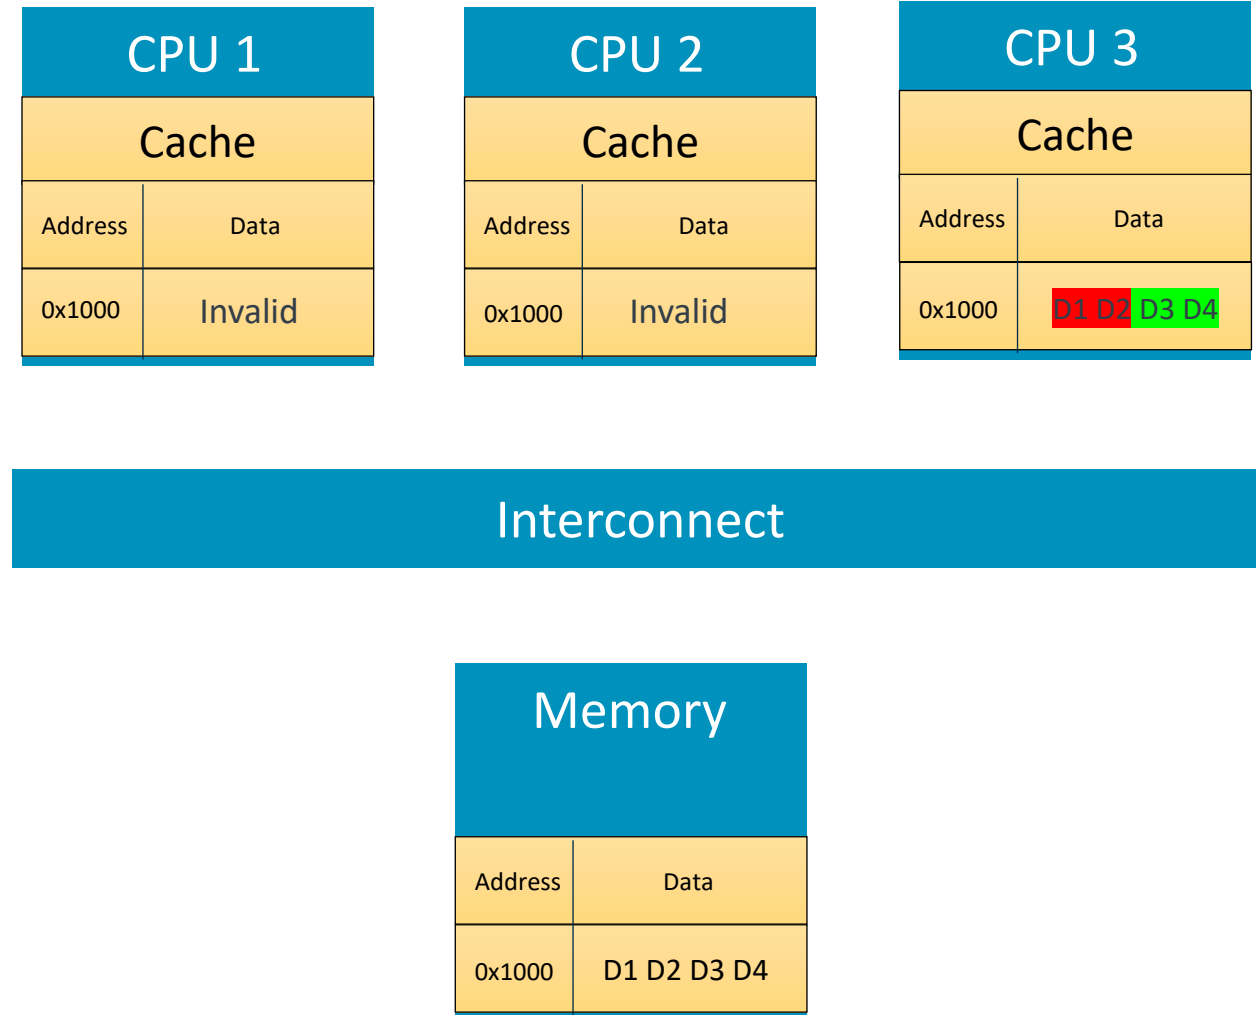 CPU 1
Cache
Address Data
0x1000 Invalid
CPU 2
Cache
Address Data
0x1000 Invalid
CPU 3
Cache
Address Data
0x1000 D1 D2 D3 D4
Interconnect
Memory
Address Data
0x1000 D1 D2 D3 D4